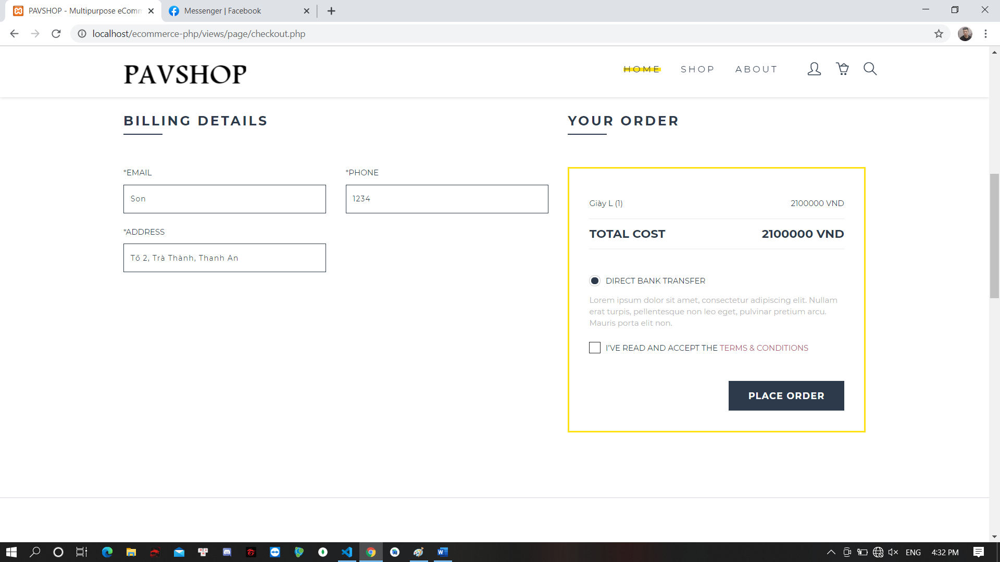 PAVSHOP - Multipurpose eComm
Messenger | Facebook
localhost/ecommerce-php/views/page/checkout.php
PAVSHOP
HOME
SHOP
ABOUT
BILLING DETAILS
*EMAIL
*PHONE
Son
1234
*ADDRESS
Tổ 2, Trà Thành, Thanh An
YOUR ORDER
Giày L (1) 2100000 VND
TOTAL COST 2100000 VND
DIRECT BANK TRANSFER
Lorem ipsum dolor sit amet, consectetur adipiscing elit. Nullam
erat turpis, pellentesque non leo eget, pulvinar pretium arcu.
Mauris porta elit non.
I’VE READ AND ACCEPT THE TERMS & CONDITIONS
PLACE ORDER
ENG
4:32 PM